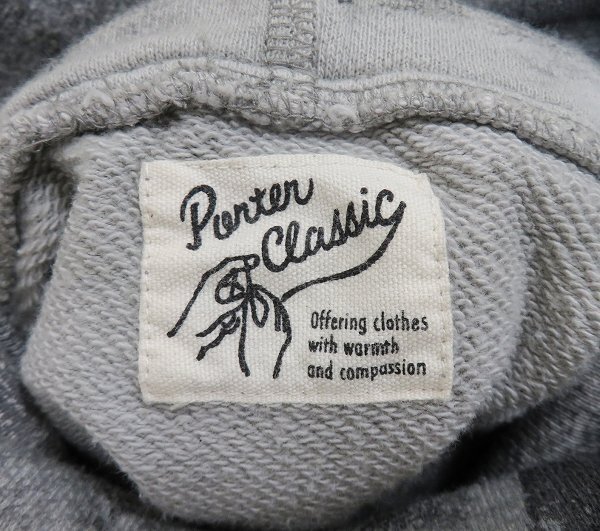 Porter
Classic
Offering clothes
with warmth
and compassion